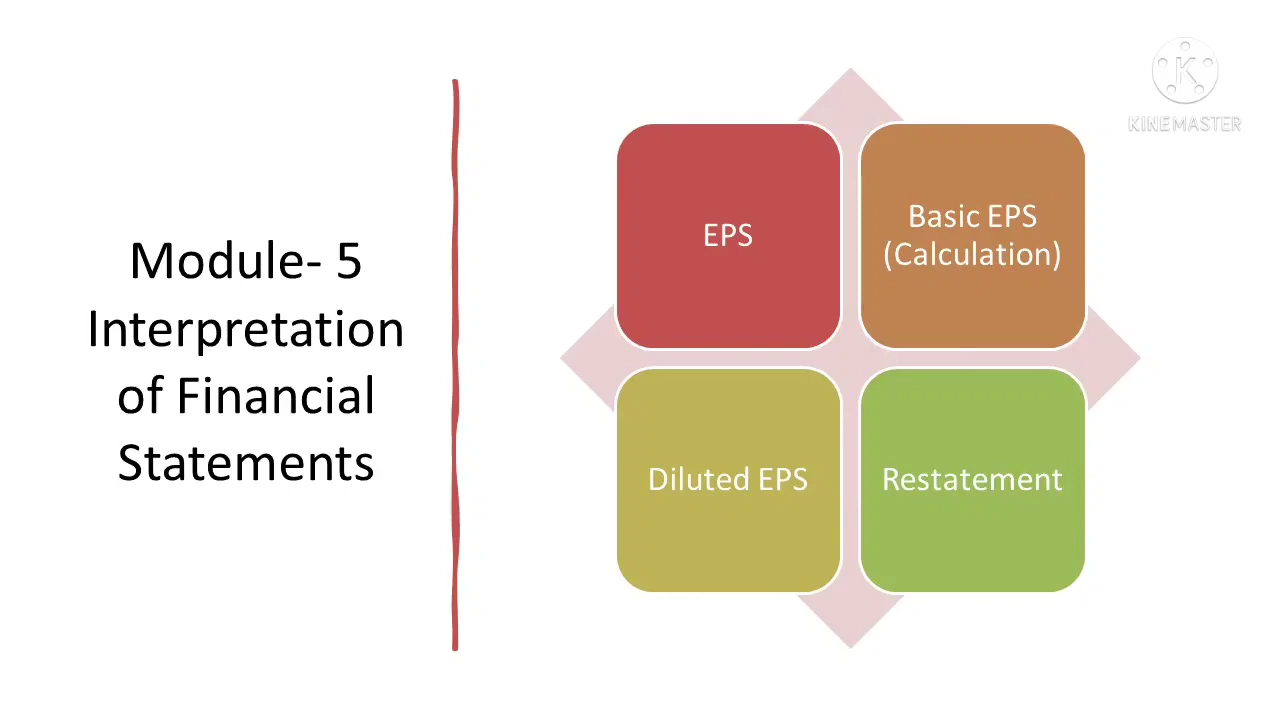 Module- 5
Interpretation
of Financial
Statements
EPS
Basic EPS
(Calculation)
Diluted EPS
Restatement
K
KINEMASTER